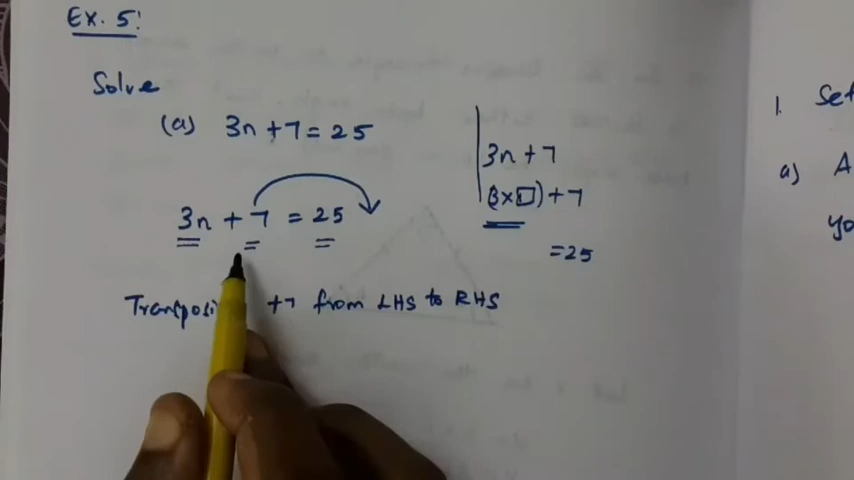 Ex. 5:
Solve
(a) 3n + 7 = 25
3n + 7 = 25
+7 from LHS to RHS
3n + 7
(3×□) + 7
= 25
1. Set
a) A
yo